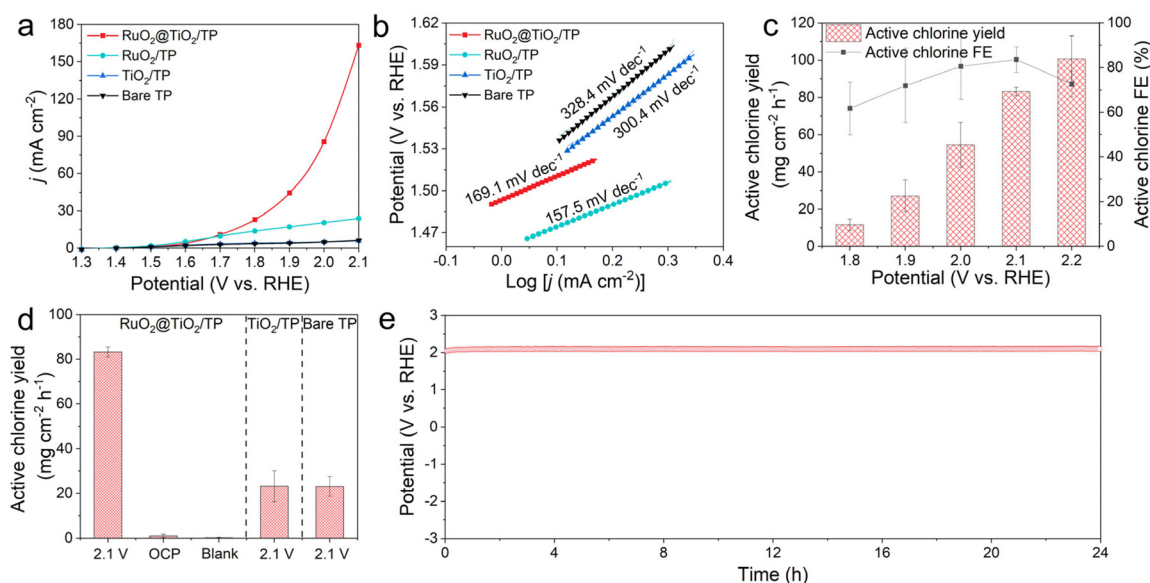 a
j (mA cm⁻²)
180
150
120
90
60
30
0
RuO₂@TiO₂/TP
RuO₂/TP
TiO₂/TP
Bare TP
1.3 1.4 1.5 1.6 1.7 1.8 1.9 2.0 2.1
Potential (V vs. RHE)
b
Potential (V vs. RHE)
1.62
1.59
1.56
1.53
1.50
1.47
RuO₂@TiO₂/TP
RuO₂/TP
TiO₂/TP
Bare TP
328.4 mV dec⁻¹
300.4 mV dec⁻¹
169.1 mV dec⁻¹
157.5 mV dec⁻¹
-0.1 0.0 0.1 0.2 0.3 0.4
Log [j (mA cm⁻²)]
c
Active chlorine yield
(mg cm⁻² h⁻¹)
120
100
80
60
40
20
0
Active chlorine yield
Active chlorine FE
100
80
60
40
20
0
Active chlorine FE (%)
1.8 1.9 2.0 2.1 2.2
Potential (V vs. RHE)
d
Active chlorine yield
(mg cm⁻² h⁻¹)
100
80
60
40
20
0
RuO₂@TiO₂/TP TiO₂/TP Bare TP
2.1 V OCP Blank 2.1 V 2.1 V
e
Potential (V vs. RHE)
3
2
1
0
-1
-2
-3
0 4 8 12 16 20 24
Time (h)